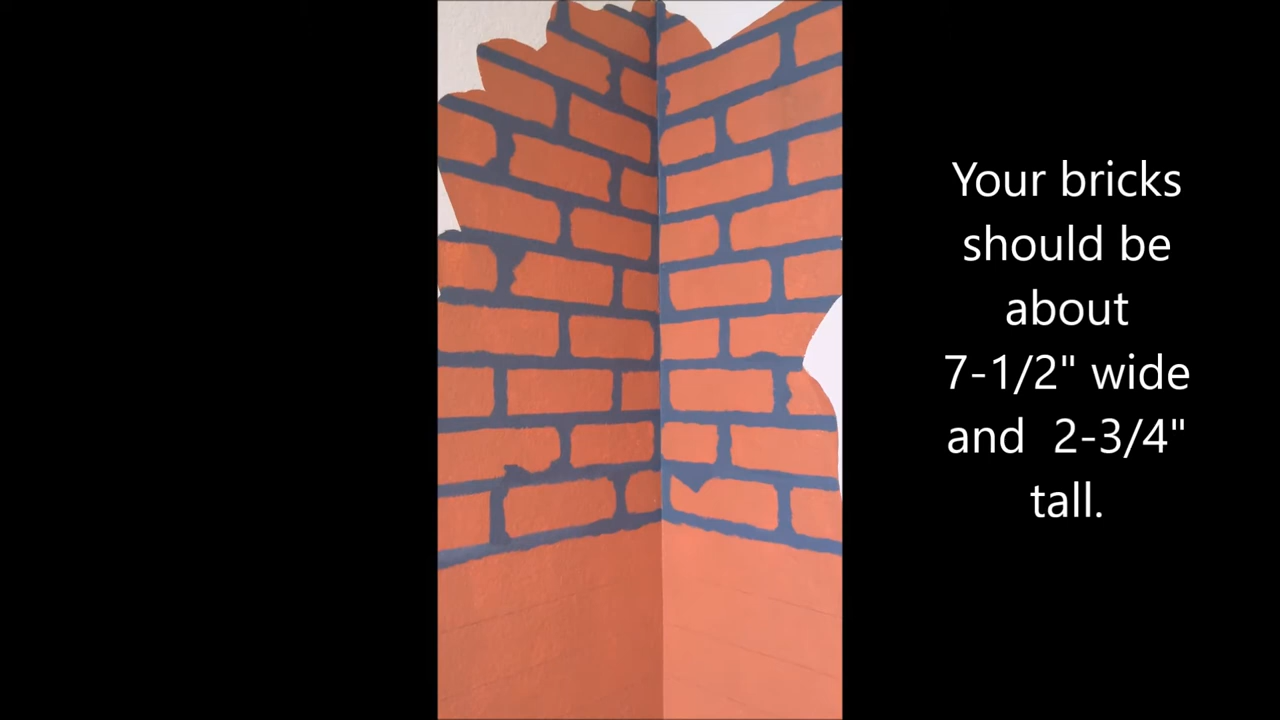 Your bricks
should be
about
7-1/2" wide
and  2-3/4"
tall.